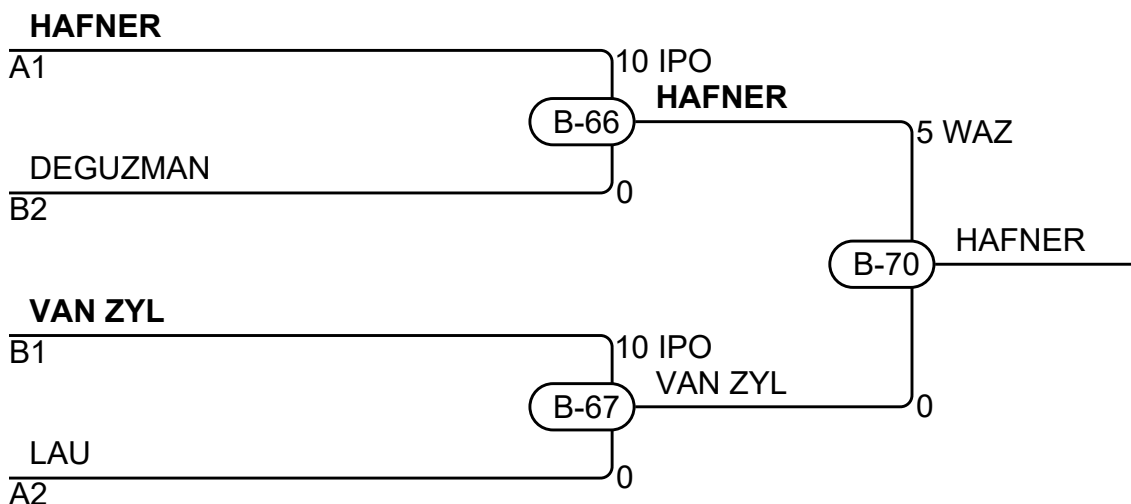 HAFNER
A1
10 IPO
HAFNER
B-66
5 WAZ
DEGUZMAN
B2
0
HAFNER
B-70
VAN ZYL
B1
10 IPO
VAN ZYL
B-67
0
LAU
A2
0